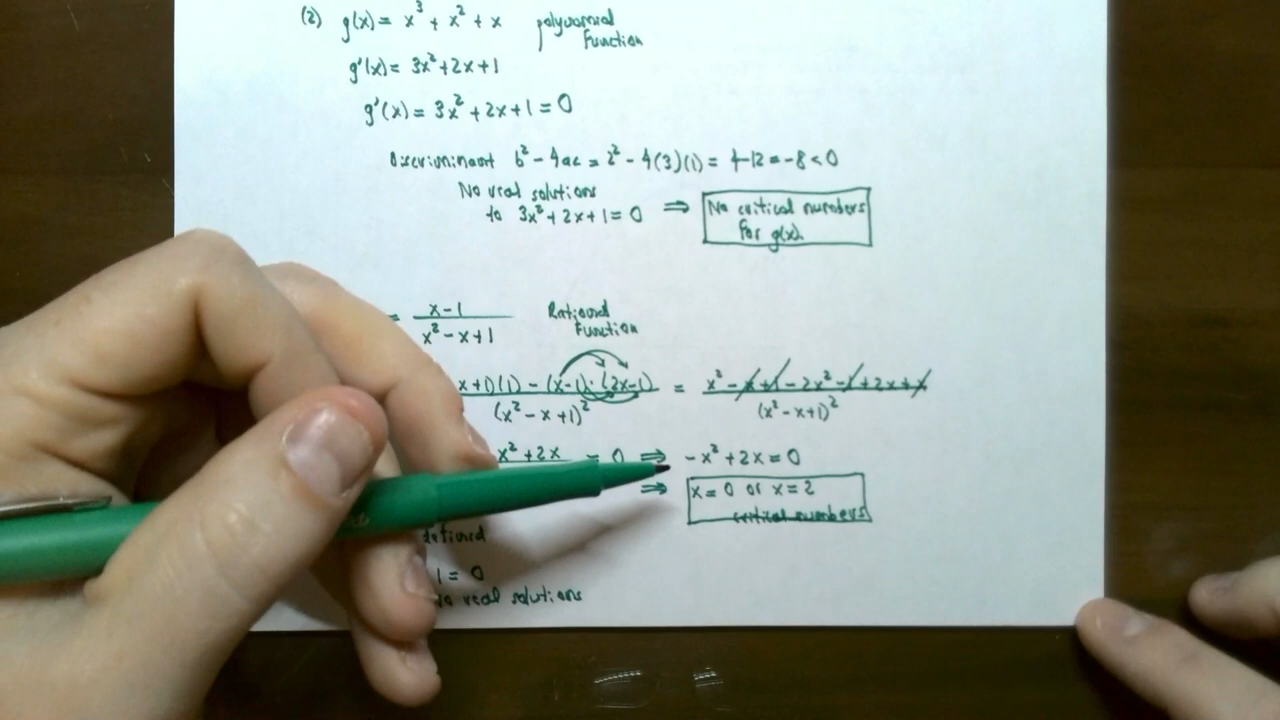 (2) g(x) = x³ + x² + x polynomial
function
g'(x) = 3x² + 2x + 1
g'(x) = 3x² + 2x + 1 = 0
Discriminant b² - 4ac = 2² - 4(3)(1) = 4-12 = -8 < 0
No real solutions
to 3x² + 2x + 1 = 0 ⇒ No critical numbers
for g(x).
= x-1 / x² - x + 1 Rational
Function
x+1)(1) - (x-1)·(2x-1) / (x² - x + 1)² = x² - x + 1 - 2x² - 1 + 2x + x / (x² - x + 1)²
x² + 2x = 0 ⇒ -x² + 2x = 0
⇒ x = 0 or x = 2
critical numbers
defined
1 = 0
No real solutions